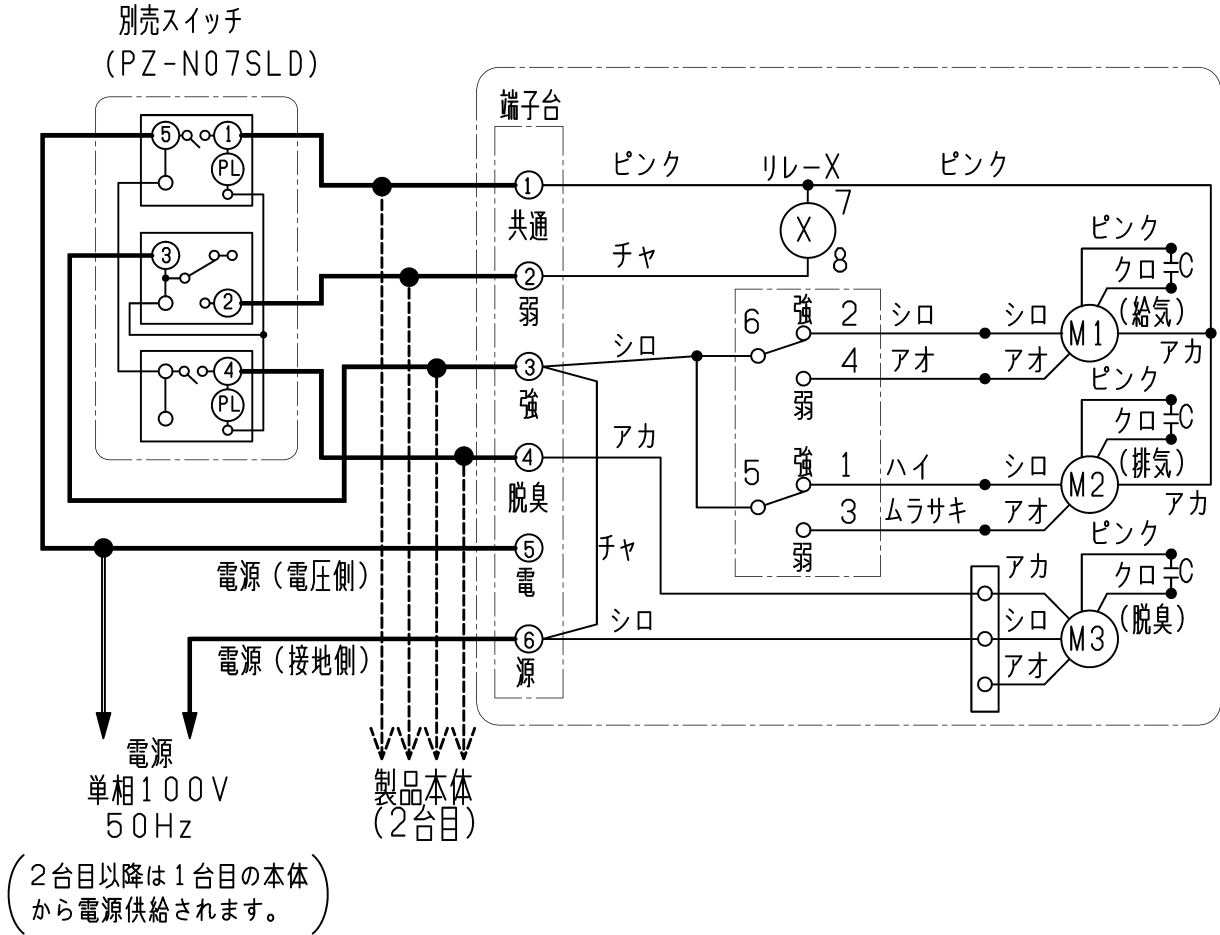 別売スイッチ
(PZ-N07SLD)
5
1
PL
3
2
4
PL
端子台
1
共通
2
弱
3
強
4
脱臭
5
電
6
源
ピンク
リレーX
ピンク
7
X
8
チャ
シロ
アカ
チャ
シロ
6
強
2
シロ
シロ
4
アオ
アオ
弱
5
強
1
ハイ
シロ
3
ムラサキ
アオ
弱
ピンク
クロ
C
(給気)
M1
アカ
ピンク
クロ
C
(排気)
M2
アカ
ピンク
クロ
C
(脱臭)
M3
アカ
シロ
アオ
電源(電圧側)
電源(接地側)
電源
単相100V
50Hz
製品本体
(2台目)
(2台目以降は1台目の本体
から電源供給されます。)